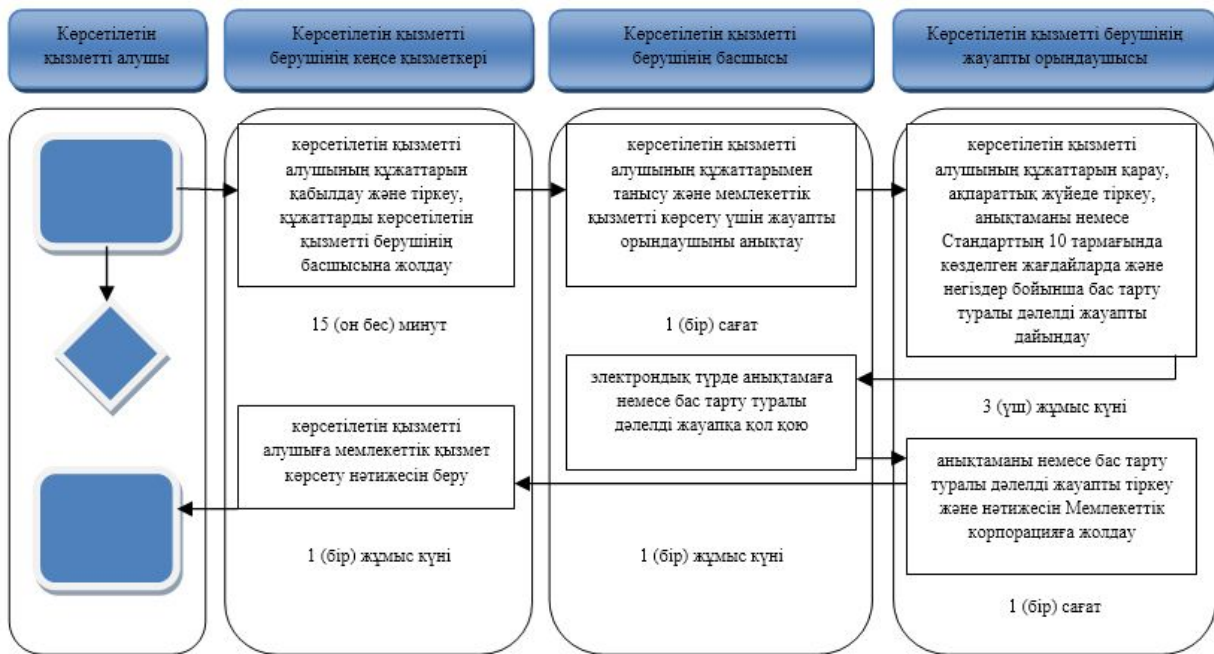 Көрсетілетін
қызметті алушы
Көрсетілетін қызметті
берушінің кеңсе қызметкері
Көрсетілетін қызметті
берушінің басшысы
Көрсетілетін қызметті берушінің
жауапты орындаушысы
көрсетілетін қызметті
алушының құжаттарын
қабылдау және тіркеу,
құжаттарды көрсетілетін
қызметті берушінің
басшысына жолдау
15 (он бес) минут
көрсетілетін қызметті
алушының құжаттарымен
танысу және мемлекеттік
қызметті көрсету үшін жауапты
орындаушыны анықтау
1 (бір) сағат
көрсетілетін қызметті
алушының құжаттарын қарау,
ақпараттық жүйеде тіркеу,
анықтаманы немесе
Стандарттың 10 тармағында
көзделген жағдайларда және
негіздер бойынша бас тарту
туралы дәлелді жауапты
дайындау
3 (үш) жұмыс күні
электрондық түрде анықтамаға
немесе бас тарту туралы
дәлелді жауапқа қол қою
1 (бір) жұмыс күні
анықтаманы немесе бас тарту
туралы дәлелді жауапты тіркеу
және нәтижесін Мемлекеттік
корпорацияға жолдау
1 (бір) сағат
көрсетілетін қызметті
алушыға мемлекеттік қызмет
көрсету нәтижесін беру
1 (бір) жұмыс күні